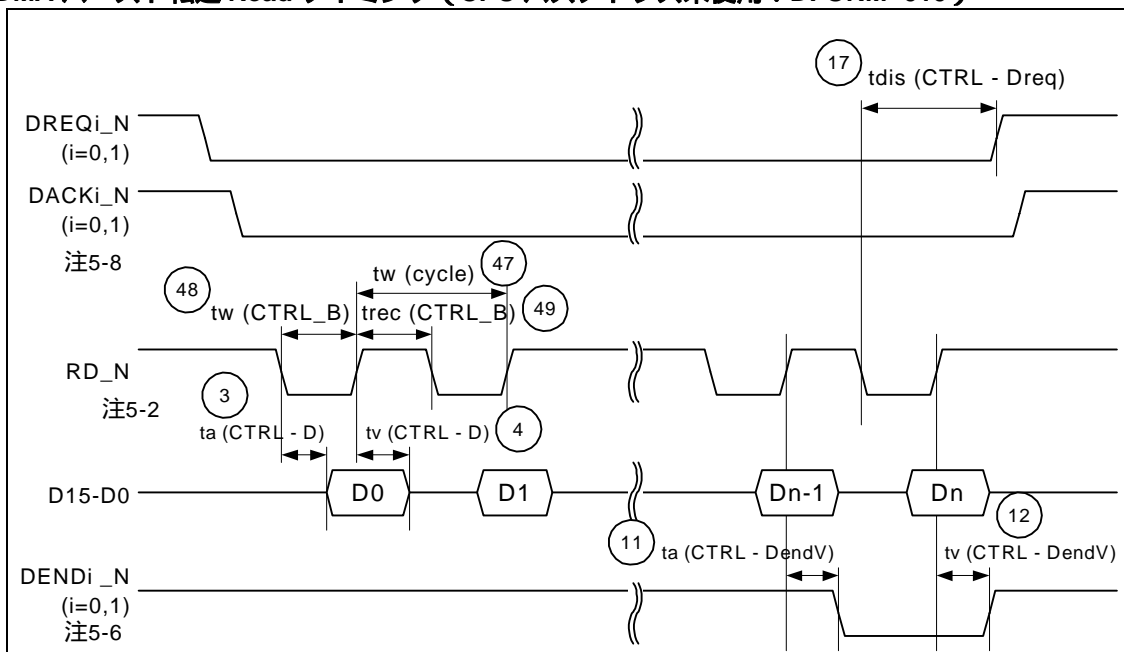 17
tdis (CTRL - Dreq)
DREQi_N
(i=0,1)
DACKi_N
(i=0,1)
注5-8
48
tw (cycle)
47
tw (CTRL_B)
trec (CTRL_B)
49
RD_N
注5-2
3
ta (CTRL - D)
tv (CTRL - D)
4
D15-D0
D0
D1
Dn-1
Dn
11
ta (CTRL - DendV)
12
tv (CTRL - DendV)
DENDi _N
(i=0,1)
注5-6